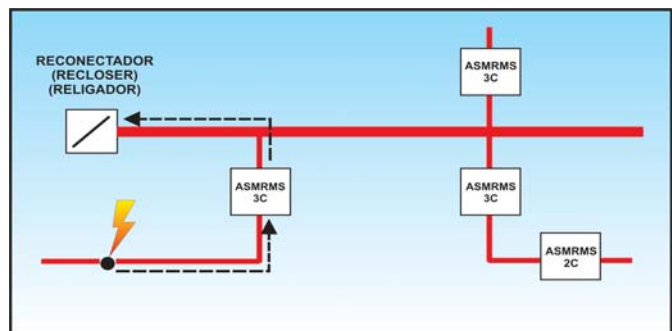 RECONECTADOR
(RECLOSER)
(RELIGADOR)
ASMRMS
3C
ASMRMS
3C
ASMRMS
3C
ASMRMS
2C